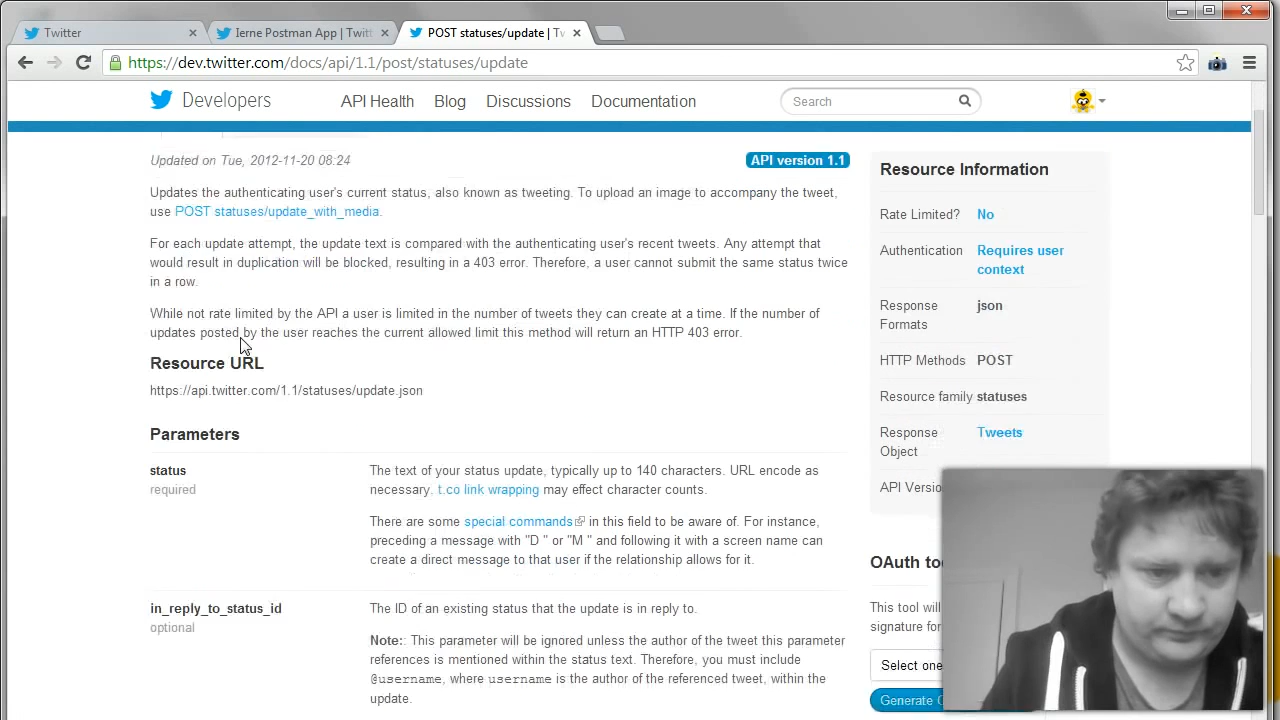 Twitter
Ierne Postman App | Twitt
POST statuses/update | Tw
https://dev.twitter.com/docs/api/1.1/post/statuses/update
Developers
API Health
Blog
Discussions
Documentation
Search
Updated on Tue, 2012-11-20 08:24
API version 1.1
Updates the authenticating user's current status, also known as tweeting. To upload an image to accompany the tweet,
use POST statuses/update_with_media.
For each update attempt, the update text is compared with the authenticating user's recent tweets. Any attempt that
would result in duplication will be blocked, resulting in a 403 error. Therefore, a user cannot submit the same status twice
in a row.
While not rate limited by the API a user is limited in the number of tweets they can create at a time. If the number of
updates posted by the user reaches the current allowed limit this method will return an HTTP 403 error.
Resource URL
https://api.twitter.com/1.1/statuses/update.json
Parameters
status
required
The text of your status update, typically up to 140 characters. URL encode as
necessary. t.co link wrapping may effect character counts.
There are some special commands in this field to be aware of. For instance,
preceding a message with "D " or "M " and following it with a screen name can
create a direct message to that user if the relationship allows for it.
in_reply_to_status_id
optional
The ID of an existing status that the update is in reply to.
Note:: This parameter will be ignored unless the author of the tweet this parameter
references is mentioned within the status text. Therefore, you must include
@username, where username is the author of the referenced tweet, within the
update.
Resource Information
Rate Limited? No
Authentication Requires user
context
Response json
Formats
HTTP Methods POST
Resource family statuses
Response Tweets
Object
API Versio
OAuth to
This tool will
signature for
Select one
Generate